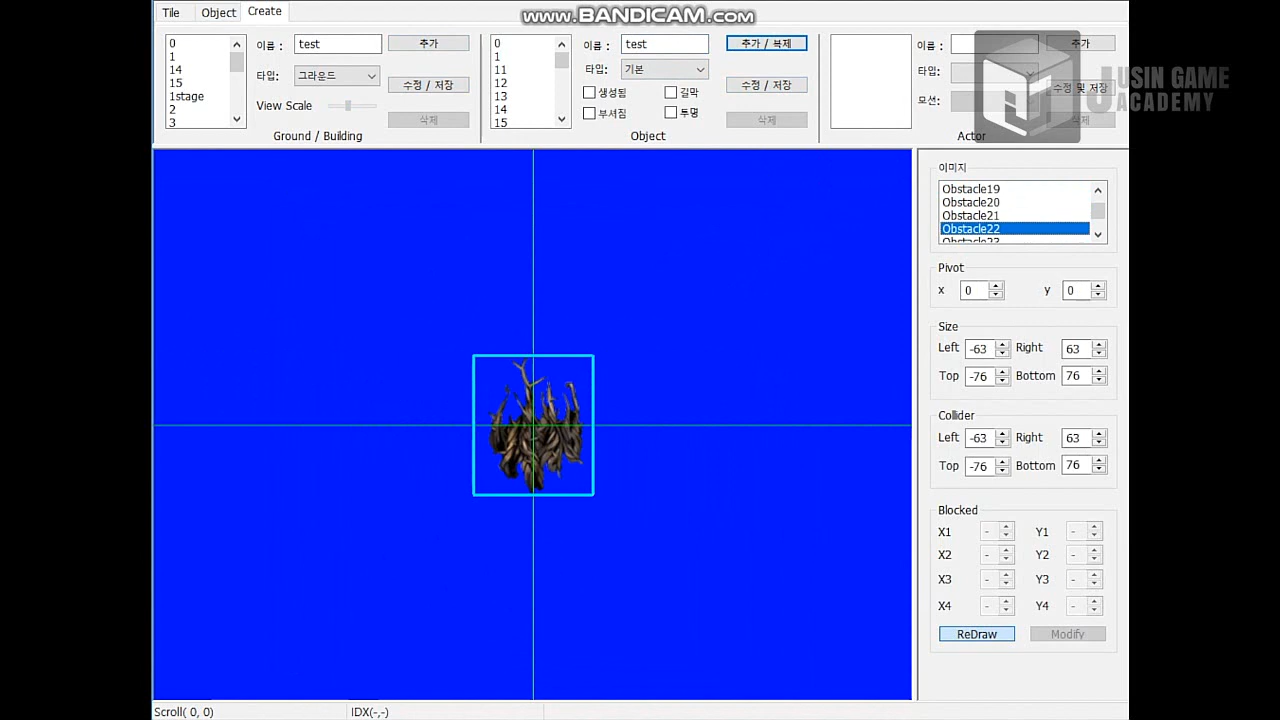 Tile Object Create
www.BANDICAM.com
0
1
14
15
1stage
2
3
이름 : test 추가
타입: 그라운드 수정 / 저장
View Scale
삭제
Ground / Building
0
1
11
12
13
14
15
이름 : test 추가 / 복제
타입: 기본
생성됨 길막 수정 / 저장
부셔짐 투명 삭제
Object
이름 : 추가
타입: 수정 및 저장
모션: 삭제
Actor
JUSIN GAME
ACADEMY
이미지
Obstacle19
Obstacle20
Obstacle21
Obstacle22
Obstacle23
Pivot
x 0 y 0
Size
Left -63 Right 63
Top -76 Bottom 76
Collider
Left -63 Right 63
Top -76 Bottom 76
Blocked
X1 - Y1 -
X2 - Y2 -
X3 - Y3 -
X4 - Y4 -
ReDraw Modify
Scroll( 0, 0) IDX(-,-)